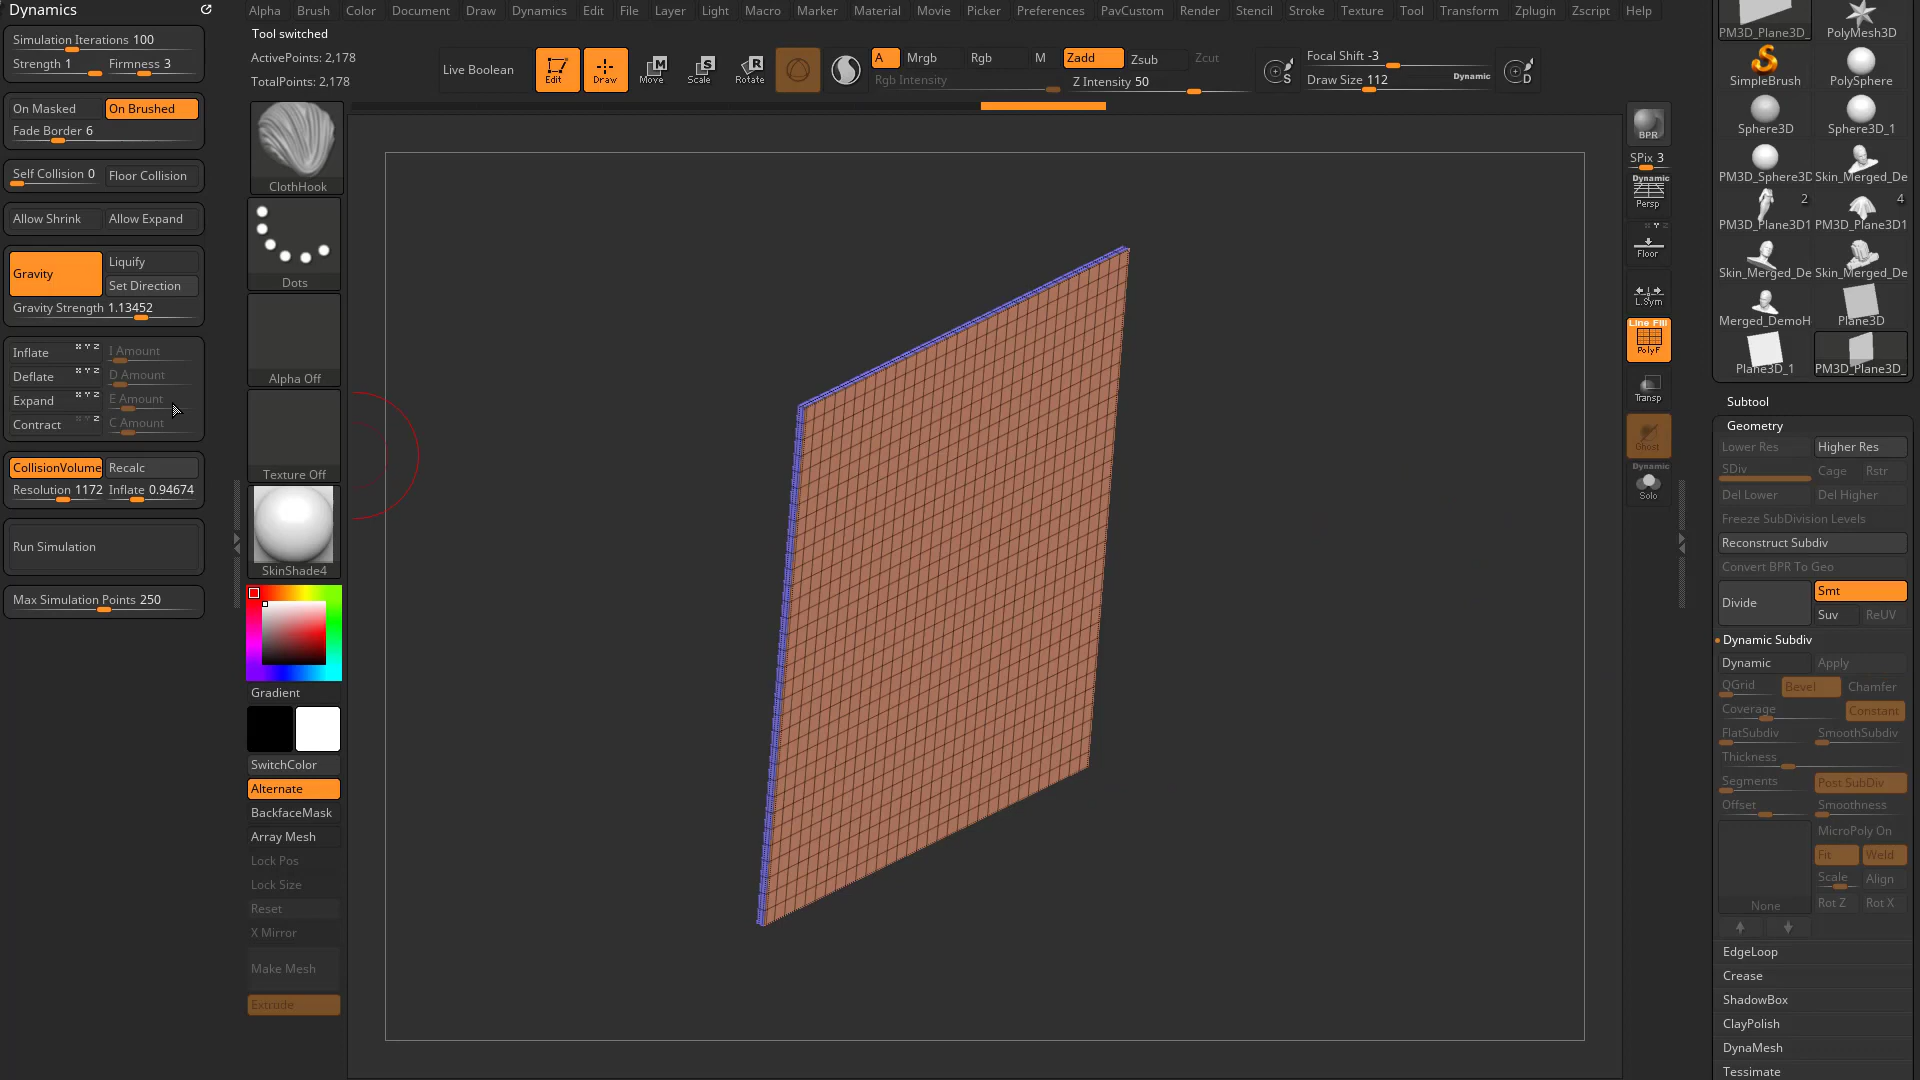 Dynamics
Simulation Iterations 100
Strength 1 Firmness 3
On Masked On Brushed
Fade Border 6
Self Collision 0 Floor Collision
Allow Shrink Allow Expand
Gravity Liquify
Set Direction
Gravity Strength 1.13452
Inflate I Amount
Deflate D Amount
Expand E Amount
Contract C Amount
CollisionVolume Recalc
Resolution 1172 Inflate 0.94674
Run Simulation
Max Simulation Points 250
Alpha Brush Color Document Draw Dynamics Edit File Layer Light Macro Marker Material Movie Picker Preferences PavCustom Render Stencil Stroke Texture Tool Transform Zplugin Zscript Help
Tool switched
ActivePoints: 2,178
TotalPoints: 2,178
Live Boolean
Edit Draw Move Scale Rotate
A Mrgb Rgb M Zadd Zsub Zcut
Rgb Intensity Z Intensity 50
Focal Shift -3
Draw Size 112 Dynamic
ClothHook
Dots
Alpha Off
Texture Off
SkinShade4
Gradient
SwitchColor
Alternate
BackfaceMask
Array Mesh
Lock Pos
Lock Size
Reset
X Mirror
Make Mesh
Extrude
BPR
SPix 3
Dynamic
Persp
Floor
L.Sym
Line Fill
PolyF
Transp
Ghost
Dynamic
Solo
PM3D_Plane3D_ PolyMesh3D
SimpleBrush PolySphere
Sphere3D Sphere3D_1
PM3D_Sphere3D Skin_Merged_De
2 4
PM3D_Plane3D1 PM3D_Plane3D1
Skin_Merged_De Skin_Merged_De
Merged_DemoH Plane3D
Plane3D_1 PM3D_Plane3D_
Subtool
Geometry
Lower Res Higher Res
SDiv Cage Rstr
Del Lower Del Higher
Freeze SubDivision Levels
Reconstruct Subdiv
Convert BPR To Geo
Divide Smt
Suv ReUV
Dynamic Subdiv
Dynamic Apply
QGrid Bevel Chamfer
Coverage Constant
FlatSubdiv SmoothSubdiv
Thickness
Segments Post SubDiv
Offset Smoothness
MicroPoly On
Fit Weld
Scale Align
None Rot Z Rot X
EdgeLoop
Crease
ShadowBox
ClayPolish
DynaMesh
Tessimate